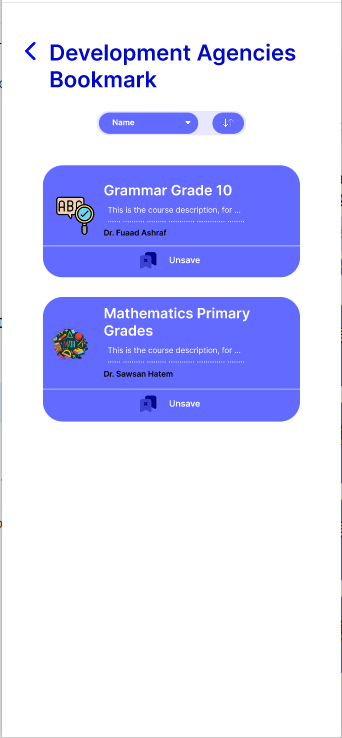 Development Agencies
Bookmark
Name
Grammar Grade 10
This is the course description, for ...
Dr. Fuaad Ashraf
Unsave
Mathematics Primary
Grades
This is the course description, for ...
Dr. Sawsan Hatem
Unsave
ABC